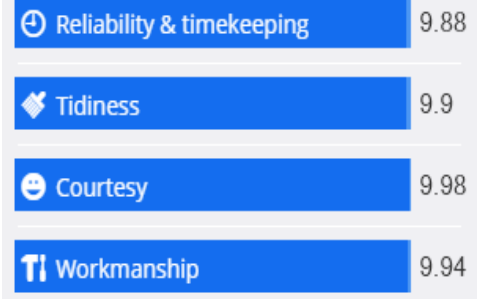 Reliability & timekeeping 9.88
Tidiness 9.9
Courtesy 9.98
Workmanship 9.94